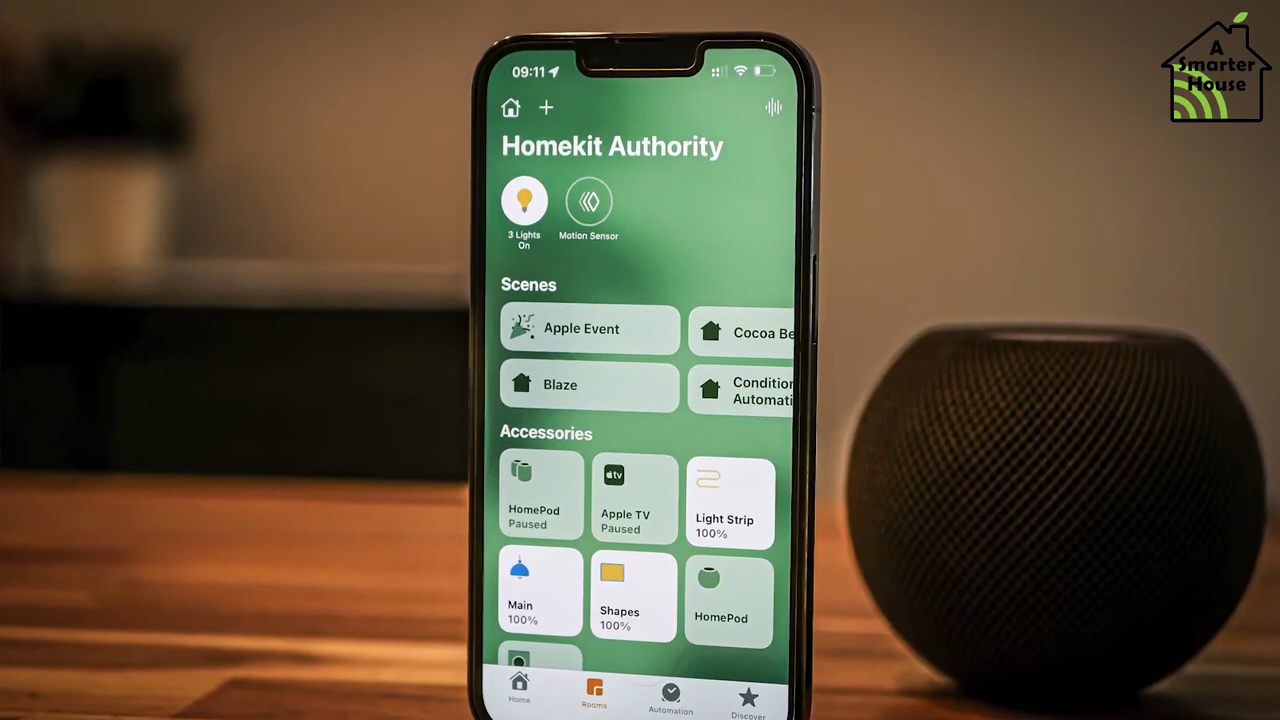 A
Smarter
House
09:11
Homekit Authority
3 Lights
On
Motion Sensor
Scenes
Apple Event
Cocoa Be
Blaze
Condition
Automati
Accessories
HomePod
Paused
tv
Apple TV
Paused
Light Strip
100%
Main
100%
Shapes
100%
HomePod
Home
Rooms
Automation
Discover